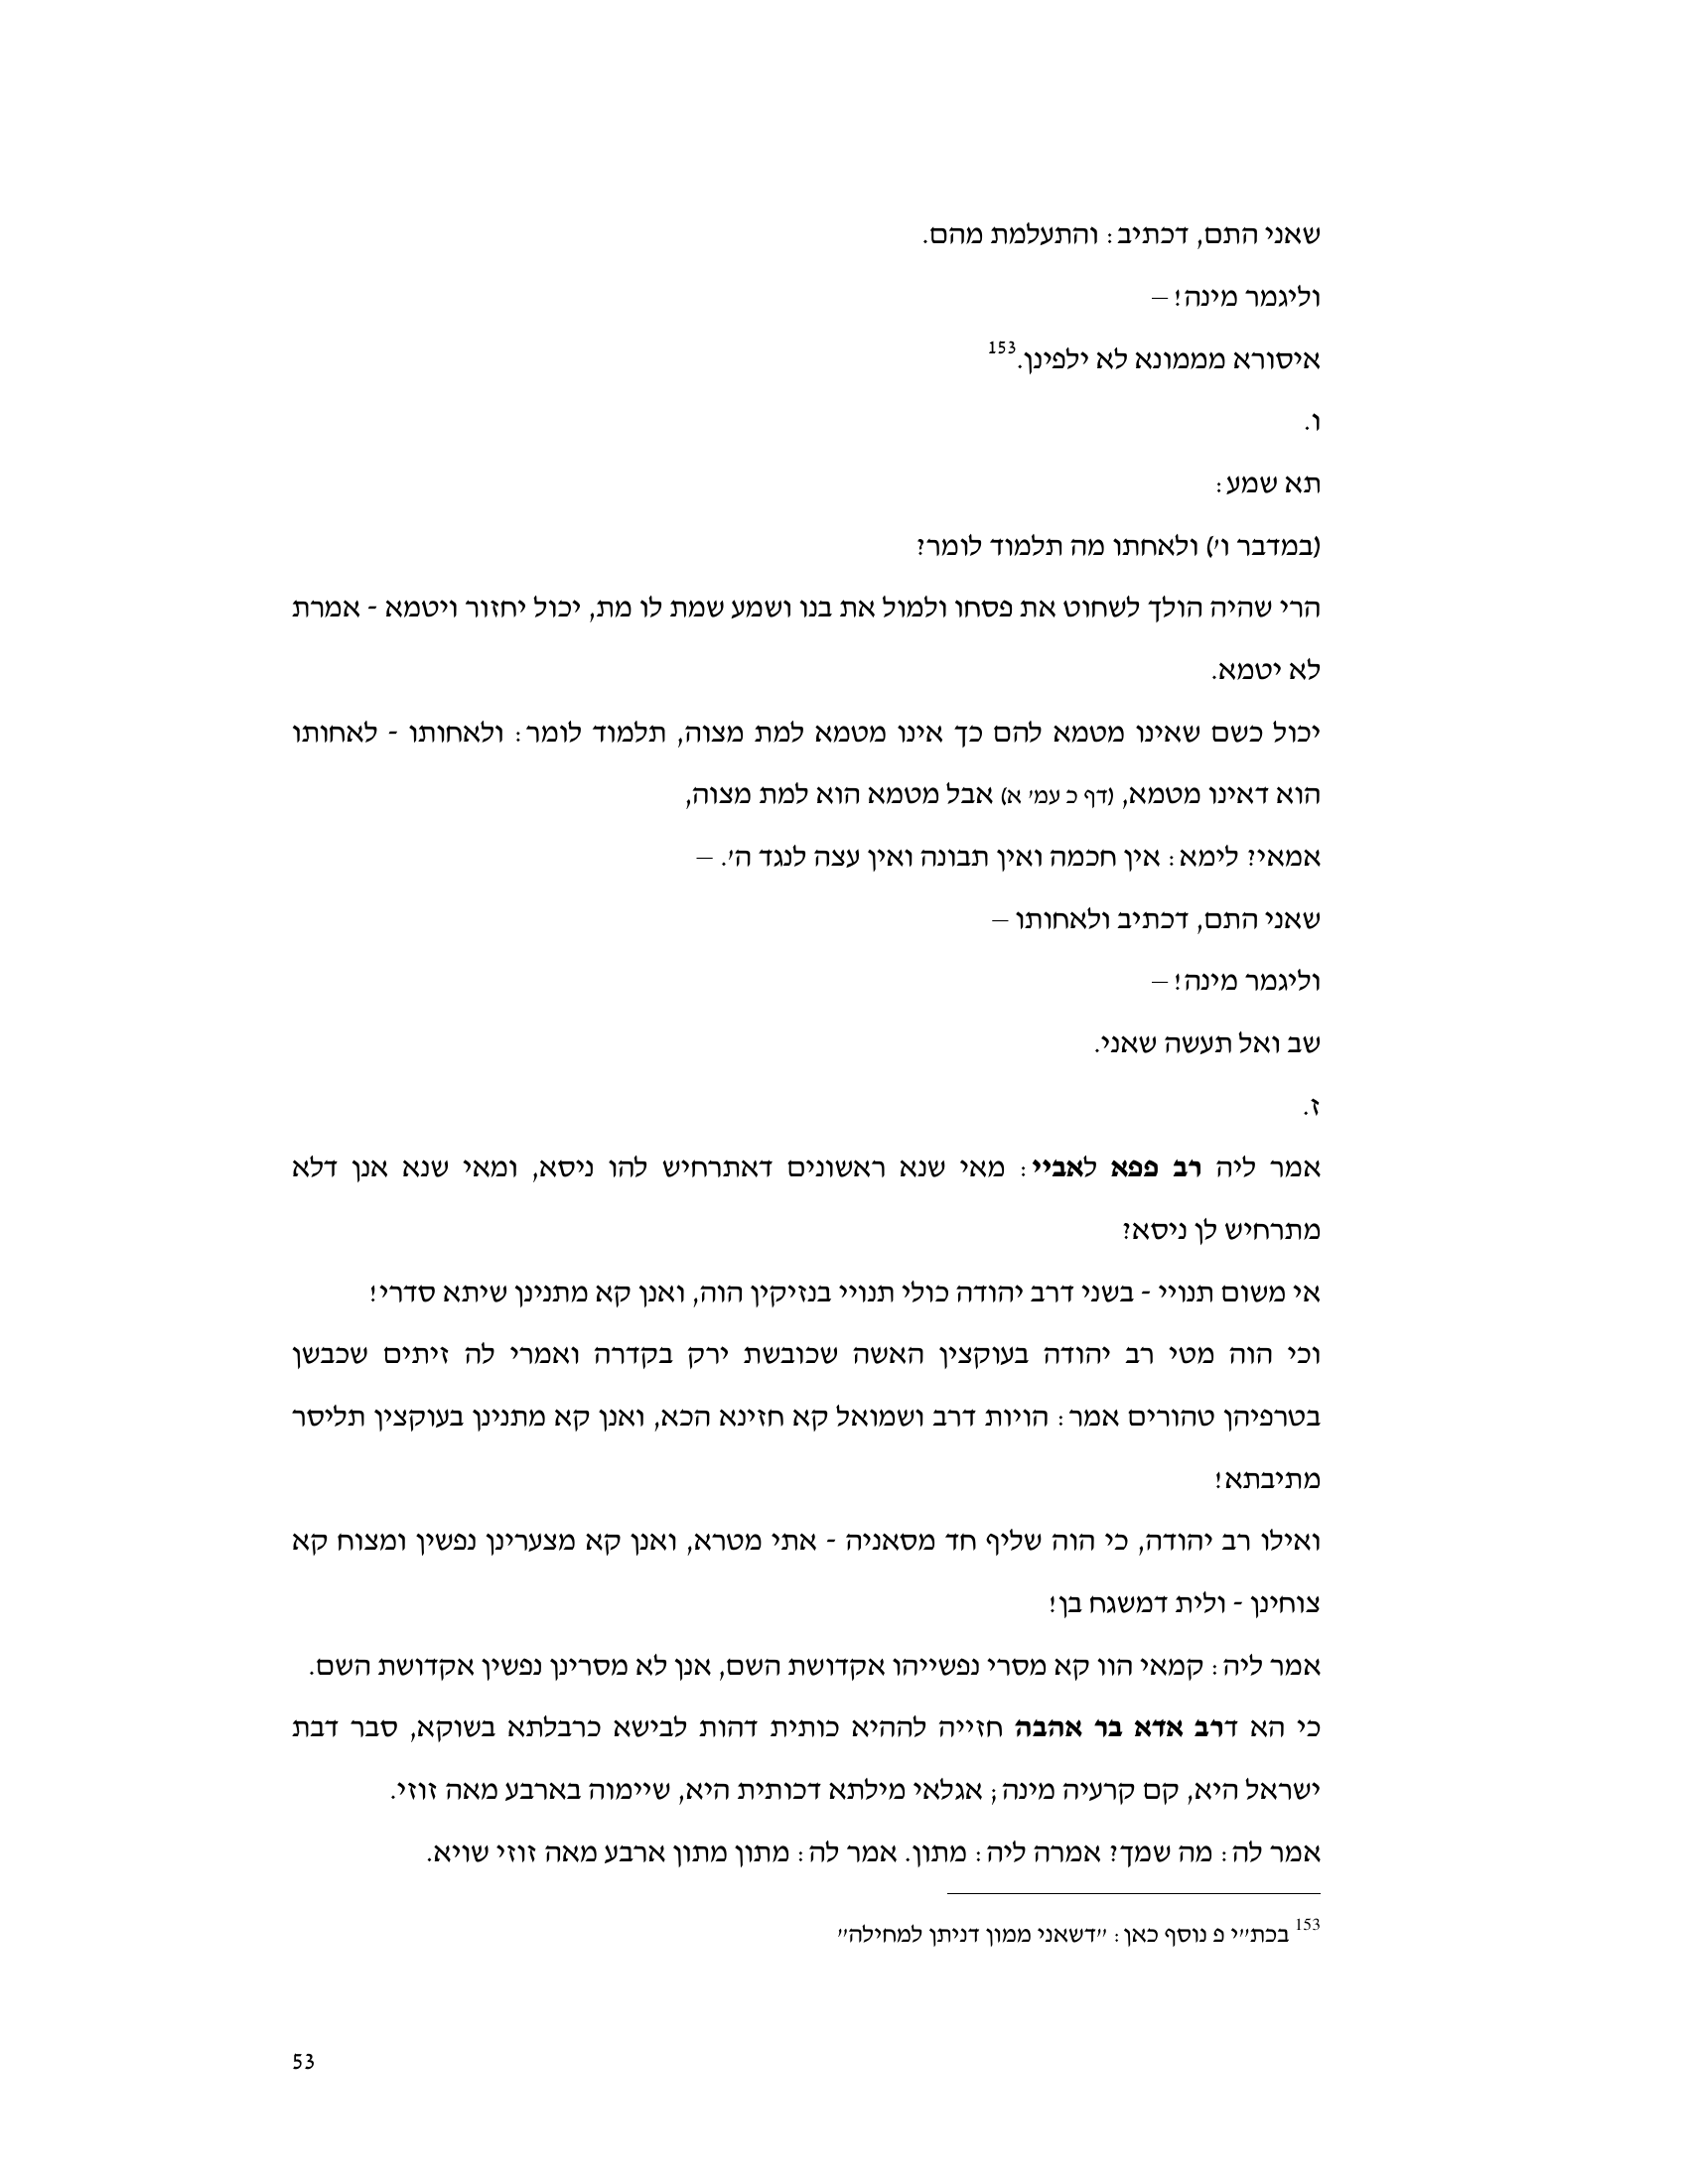 שאני התם, דכתיב: והתעלמת מהם.
וליגמר מינה! –
איסורא מממונא לא ילפינן.153
ו.
תא שמע:
(במדבר ו') ולאחתו מה תלמוד לומר?
הרי שהיה הולך לשחוט את פסחו ולמול את בנו ושמע שמת לו מת, יכול יחזור ויטמא - אמרת
לא יטמא.
יכול כשם שאינו מטמא להם כך אינו מטמא למת מצוה, תלמוד לומר: ולאחותו - לאחותו
הוא דאינו מטמא, (דף כ עמ' א) אבל מטמא הוא למת מצוה,
אמאי? לימא: אין חכמה ואין תבונה ואין עצה לנגד ה'. –
שאני התם, דכתיב ולאחותו –
וליגמר מינה! –
שב ואל תעשה שאני.
ז.
אמר ליה רב פפא לאביי: מאי שנא ראשונים דאתרחיש להו ניסא, ומאי שנא אנן דלא
מתרחיש לן ניסא?
אי משום תנויי - בשני דרב יהודה כולי תנויי בנזיקין הוה, ואנן קא מתנינן שיתא סדרי!
וכי הוה מטי רב יהודה בעוקצין האשה שכובשת ירק בקדרה ואמרי לה זיתים שכבשן
בטרפיהן טהורים אמר: הויות דרב ושמואל קא חזינא הכא, ואנן קא מתנינן בעוקצין תליסר
מתיבתא!
ואילו רב יהודה, כי הוה שליף חד מסאניה - אתי מטרא, ואנן קא מצערינן נפשין ומצוח קא
צוחינן - ולית דמשגח בן!
אמר ליה: קמאי הוו קא מסרי נפשייהו אקדושת השם, אנן לא מסרינן נפשין אקדושת השם.
כי הא דרב אדא בר אהבה חזייה לההיא כותית דהות לבישא כרבלתא בשוקא, סבר דבת
ישראל היא, קם קרעיה מינה; אגלאי מילתא דכותית היא, שיימוה בארבע מאה זוזי.
אמר לה: מה שמך? אמרה ליה: מתון. אמר לה: מתון מתון ארבע מאה זוזי שויא.
153 בכת"י פ נוסף כאן: "דשאני ממון דניתן למחילה"
53